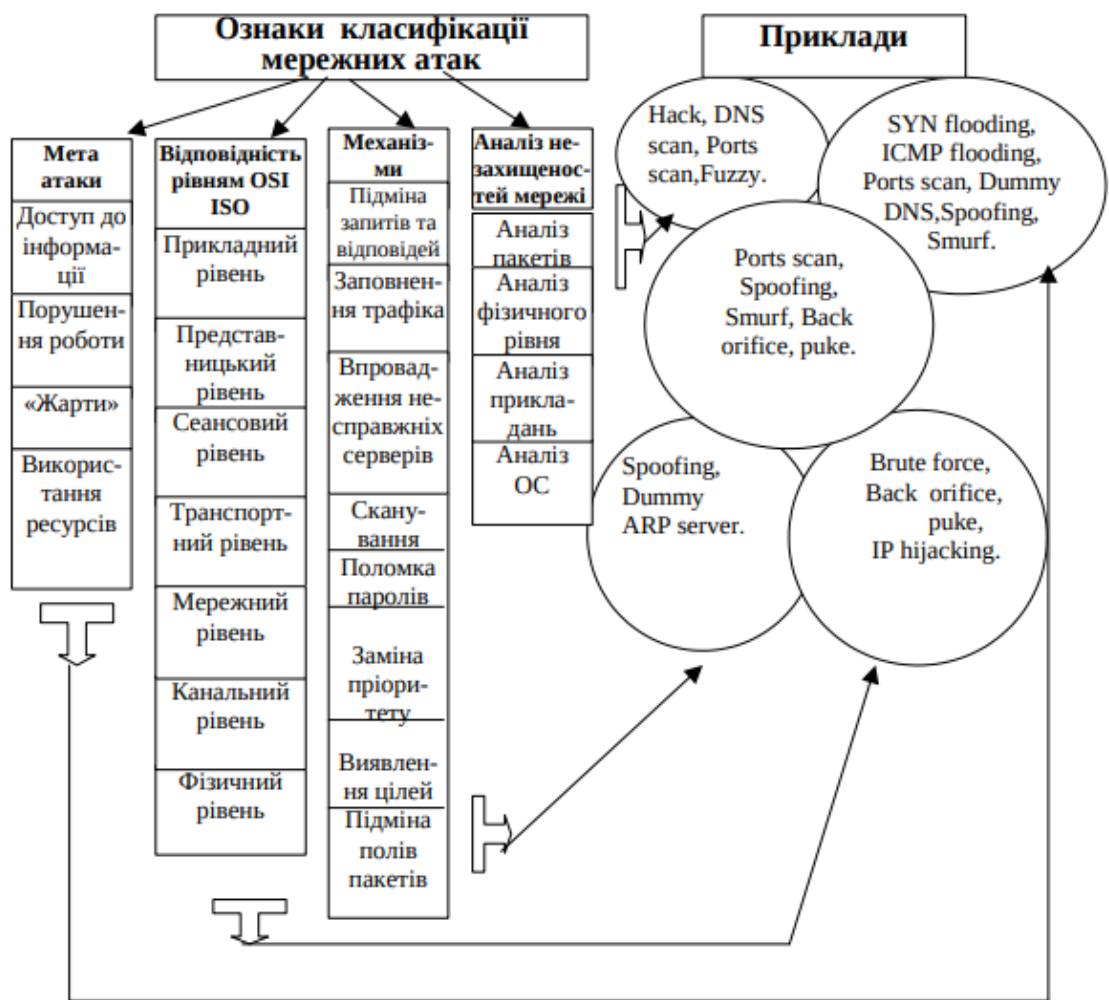 Ознаки класифікації
мережних атак
Приклади
Мета
атаки
Доступ до
інформа-
ції
Порушен-
ня роботи
«Жарти»
Викорис-
тання
ресурсів
Відповідність
рівням OSI
ISO
Прикладний
рівень
Представ-
ницький
рівень
Сеансовий
рівень
Транспорт-
ний рівень
Мережний
рівень
Канальний
рівень
Фізичний
рівень
Механіз-
ми
Підміна
запитів та
відповідей
Заповнен-
ня трафіка
Впровад-
ження не-
справжніх
серверів
Скану-
вання
Поломка
паролів
Заміна
пріори-
тету
Виявлен-
ня цілей
Підміна
полів
пакетів
Аналіз не-
захищенос-
тей мережі
Аналіз
пакетів
Аналіз
фізичного
рівня
Аналіз
прикла-
дань
Аналіз
ОС
Hack, DNS
scan, Ports
scan,Fuzzy.
SYN flooding,
ICMP flooding,
Ports scan, Dummy
DNS,Spoofing,
Smurf.
Ports scan,
Spoofing,
Smurf, Back
orifice, puke.
Spoofing,
Dummy
ARP server.
Brute force,
Back orifice,
puke,
IP hijacking.